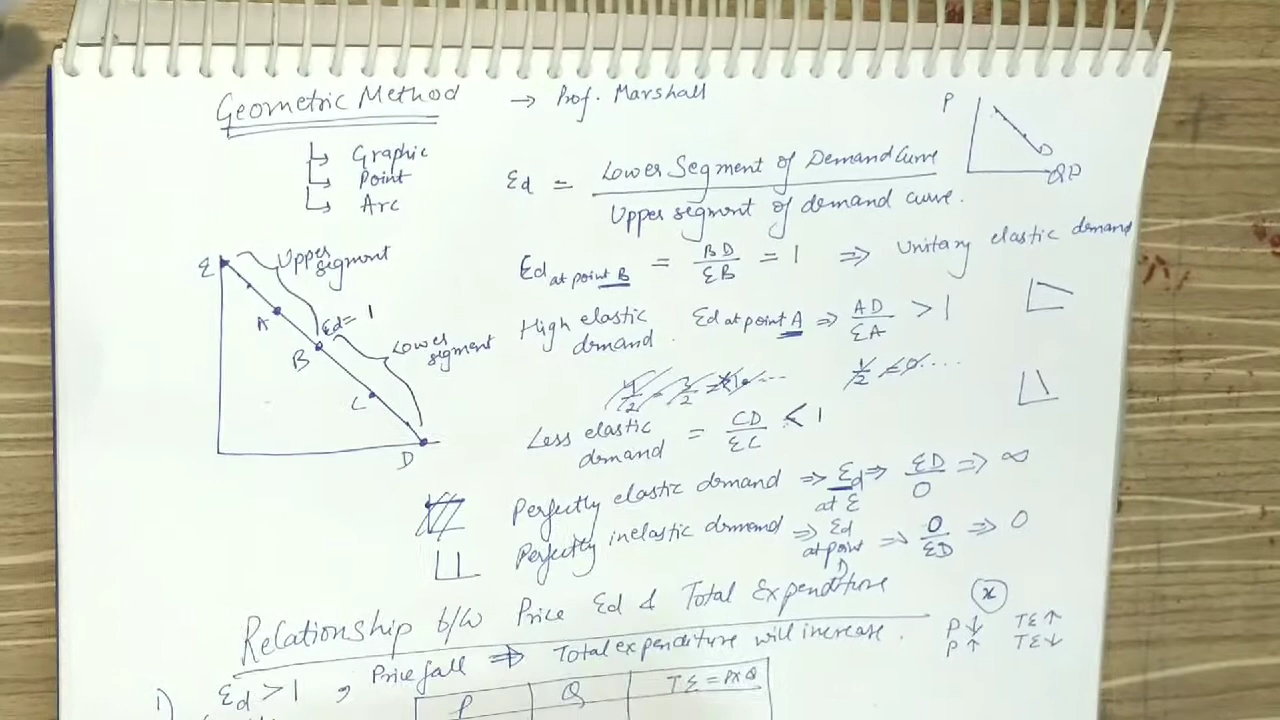 Geometric Method → Prof. Marshall
Graphic
Point
Arc
P
QD
Ed = Lower Segment of Demand Curve
Upper segment of demand curve.
E
Upper segment
A
Ed = 1
B
Lower segment
C
D
Ed at point B = BD / EB = 1 ⇒ Unitary elastic demand
High elastic demand. Ed at point A ⇒ AD / EA > 1
Less elastic demand = CD / EC < 1
Perfectly elastic demand ⇒ Ed at E ⇒ ED / 0 ⇒ ∞
Perfectly inelastic demand ⇒ Ed at point D ⇒ 0 / ED ⇒ 0
Relationship b/w Price Ed & Total Expenditure
x
P ↓ TE ↑
P ↑ TE ↓
1) Ed > 1 , Price fall ⇒ Total expenditure will increase.
P Q TE = P×Q